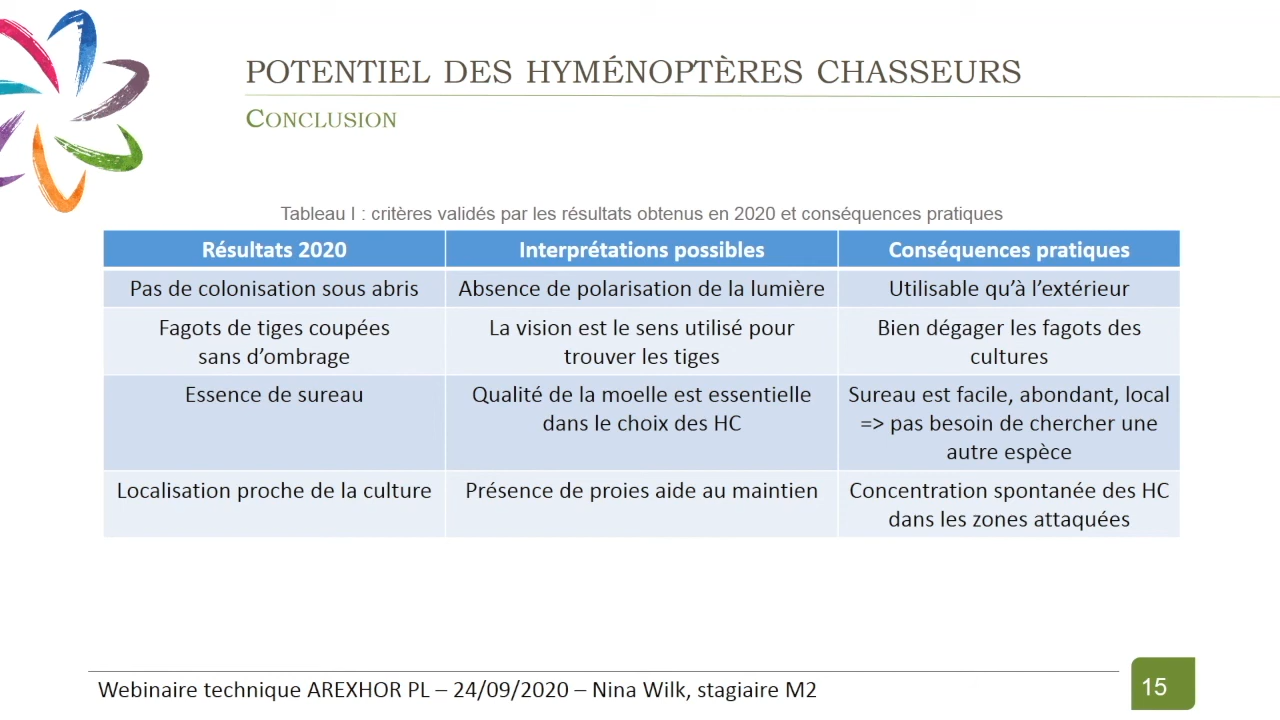 POTENTIEL DES HYMÉNOPTÈRES CHASSEURS
CONCLUSION
Tableau I : critères validés par les résultats obtenus en 2020 et conséquences pratiques
Résultats 2020
Interprétations possibles
Conséquences pratiques
Pas de colonisation sous abris
Absence de polarisation de la lumière
Utilisable qu’à l’extérieur
Fagots de tiges coupées
sans d’ombrage
La vision est le sens utilisé pour
trouver les tiges
Bien dégager les fagots des
cultures
Essence de sureau
Qualité de la moelle est essentielle
dans le choix des HC
Sureau est facile, abondant, local
=> pas besoin de chercher une
autre espèce
Localisation proche de la culture
Présence de proies aide au maintien
Concentration spontanée des HC
dans les zones attaquées
Webinaire technique AREXHOR PL – 24/09/2020 – Nina Wilk, stagiaire M2
15